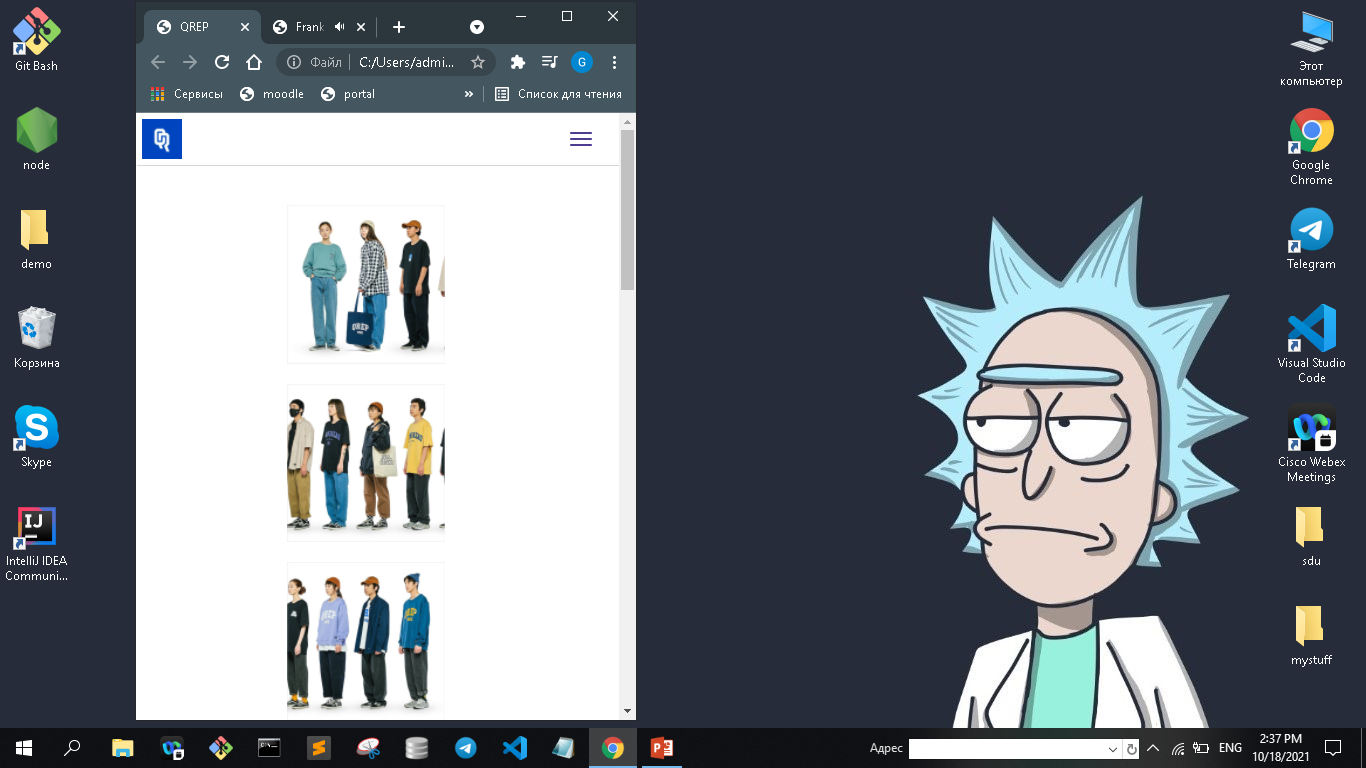 Git Bash
node
demo
Корзина
Skype
IntelliJ IDEA
Communi...
QREP
Frank
Файл
C:/Users/admi...
G
Сервисы
moodle
portal
»
Список для чтения
QREP
QREP
Этот
компьютер
Google
Chrome
Telegram
Visual Studio
Code
Cisco Webex
Meetings
sdu
mystuff
Адрес
ENG
2:37 PM
10/18/2021